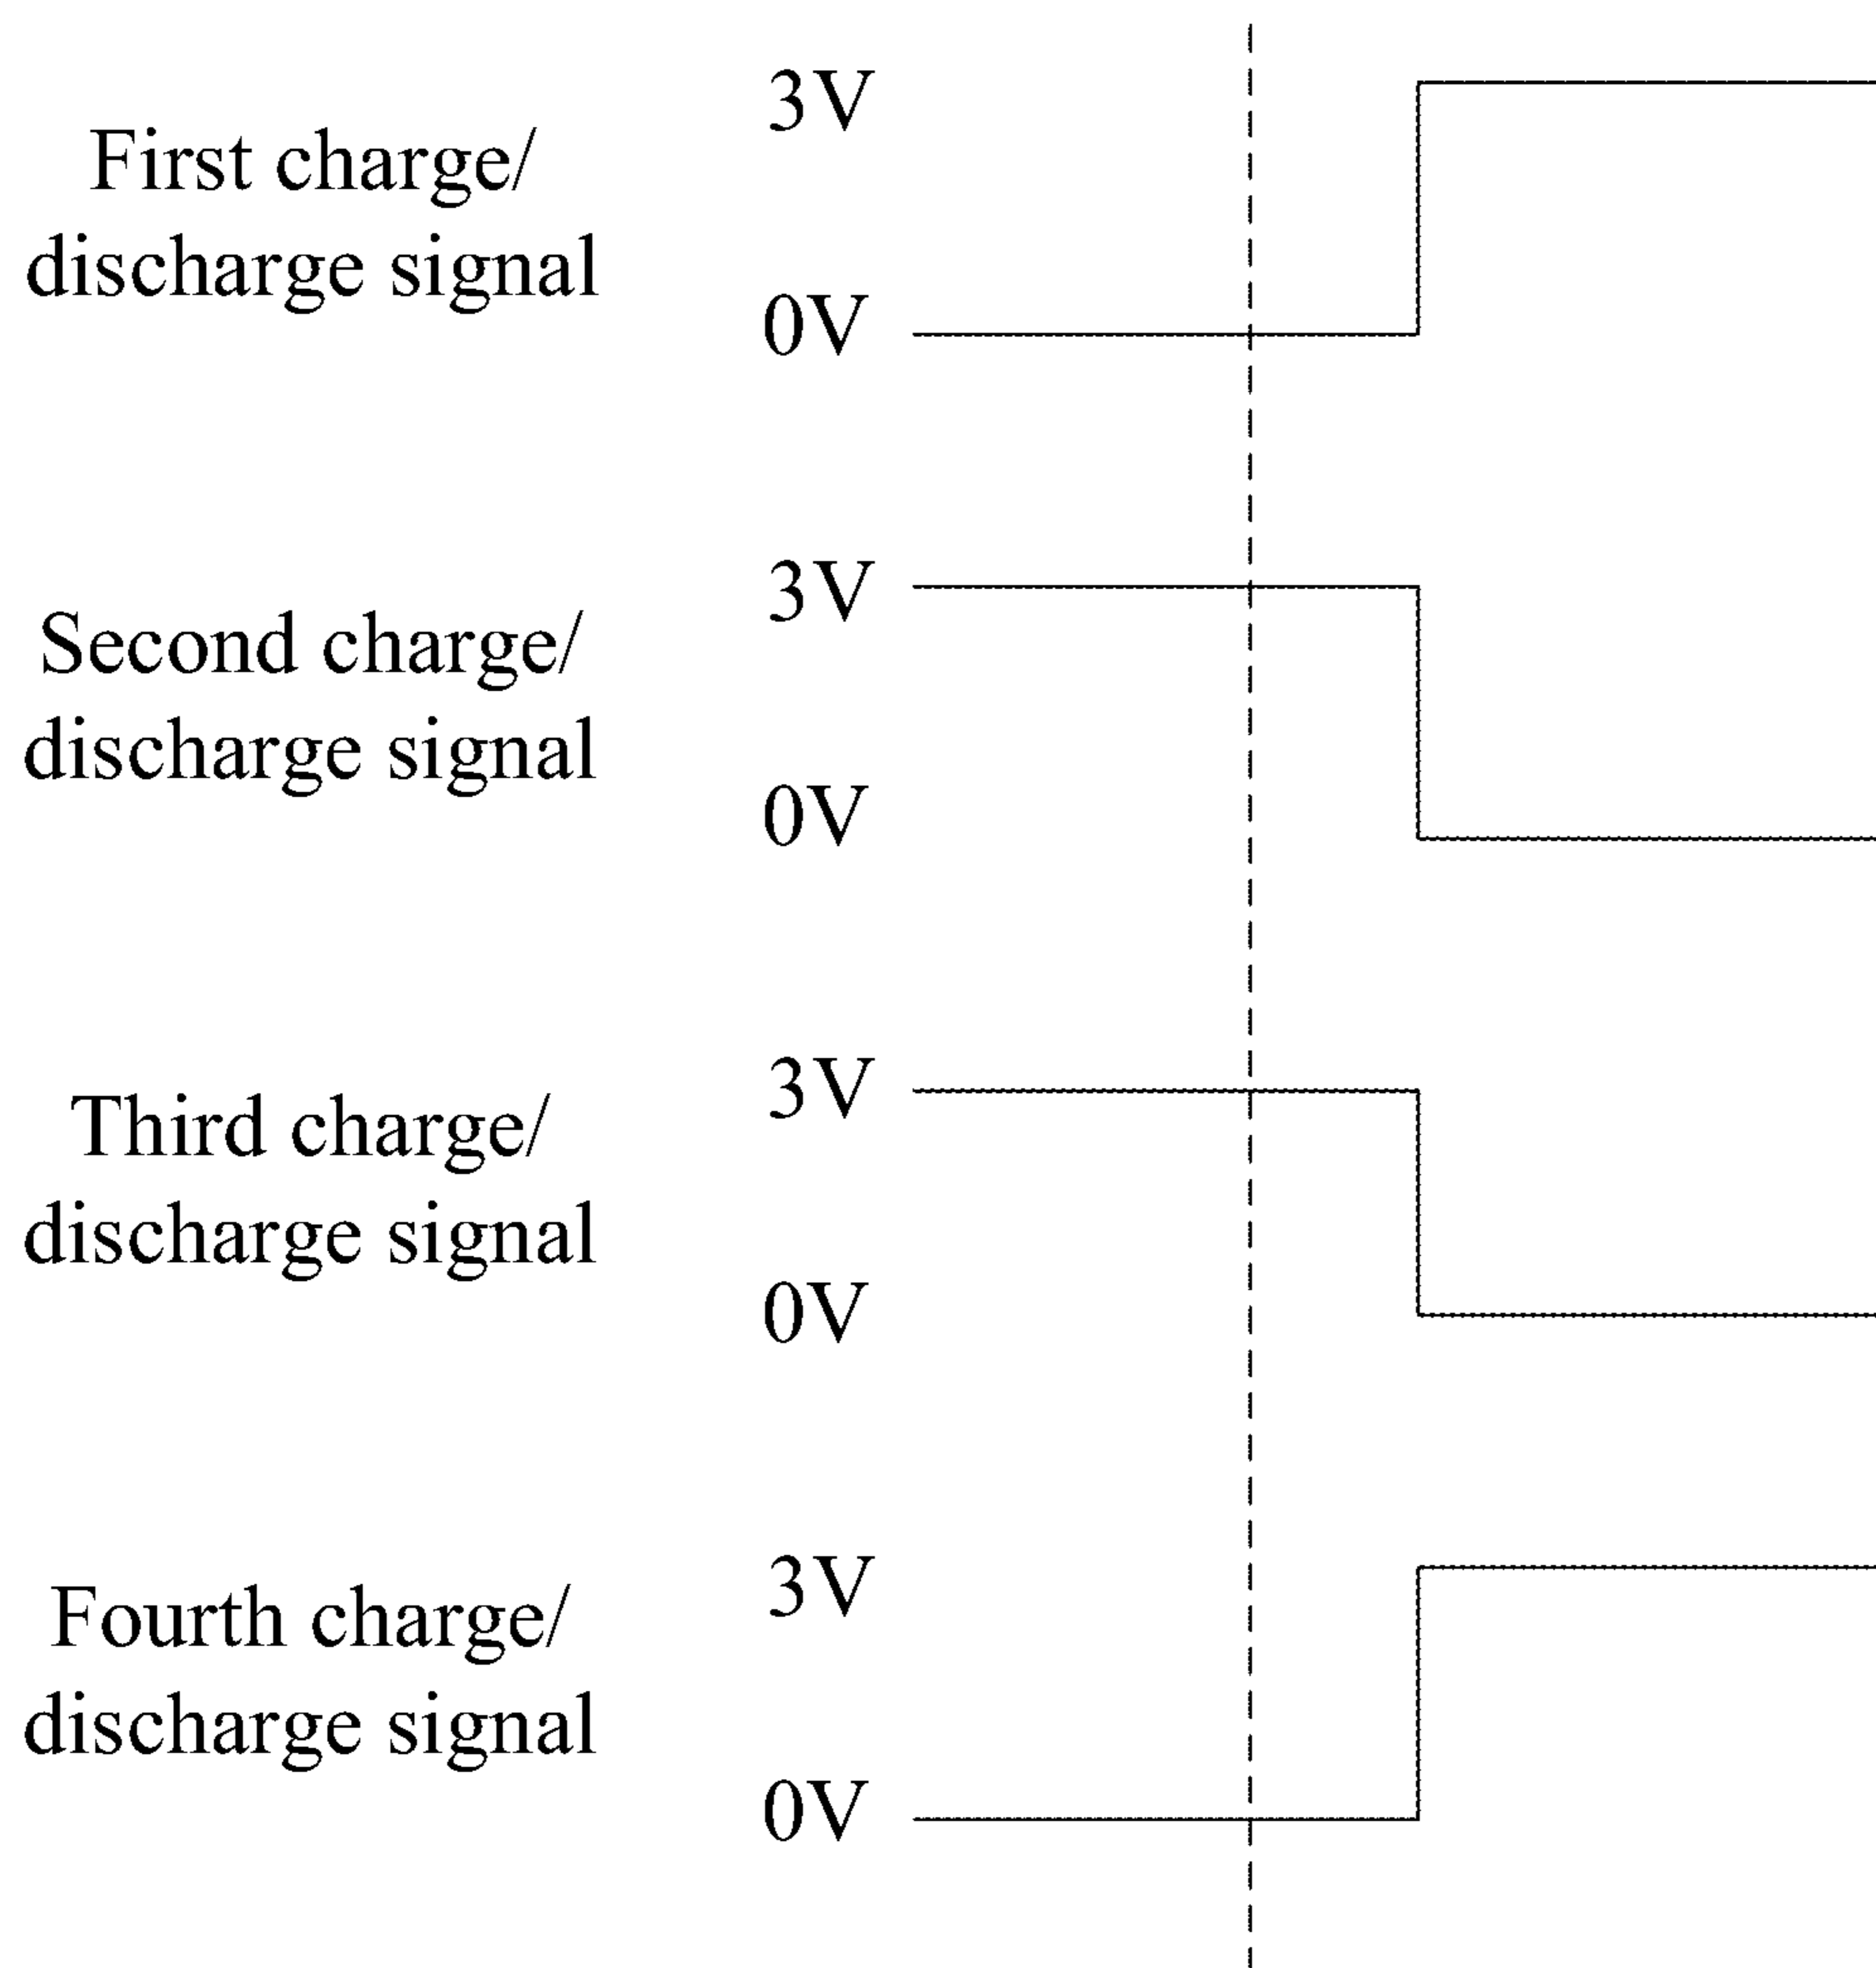 First charge/
discharge signal
3V
0V
Second charge/
discharge signal
3V
0V
Third charge/
discharge signal
3V
0V
Fourth charge/
discharge signal
3V
0V